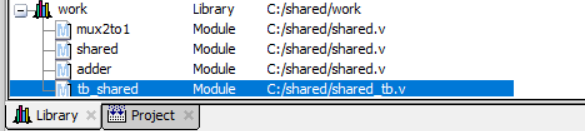 work Library C:/shared/work
mux2to1 Module C:/shared/shared.v
shared Module C:/shared/shared.v
adder Module C:/shared/shared.v
tb_shared Module C:/shared/shared_tb.v
Library Project